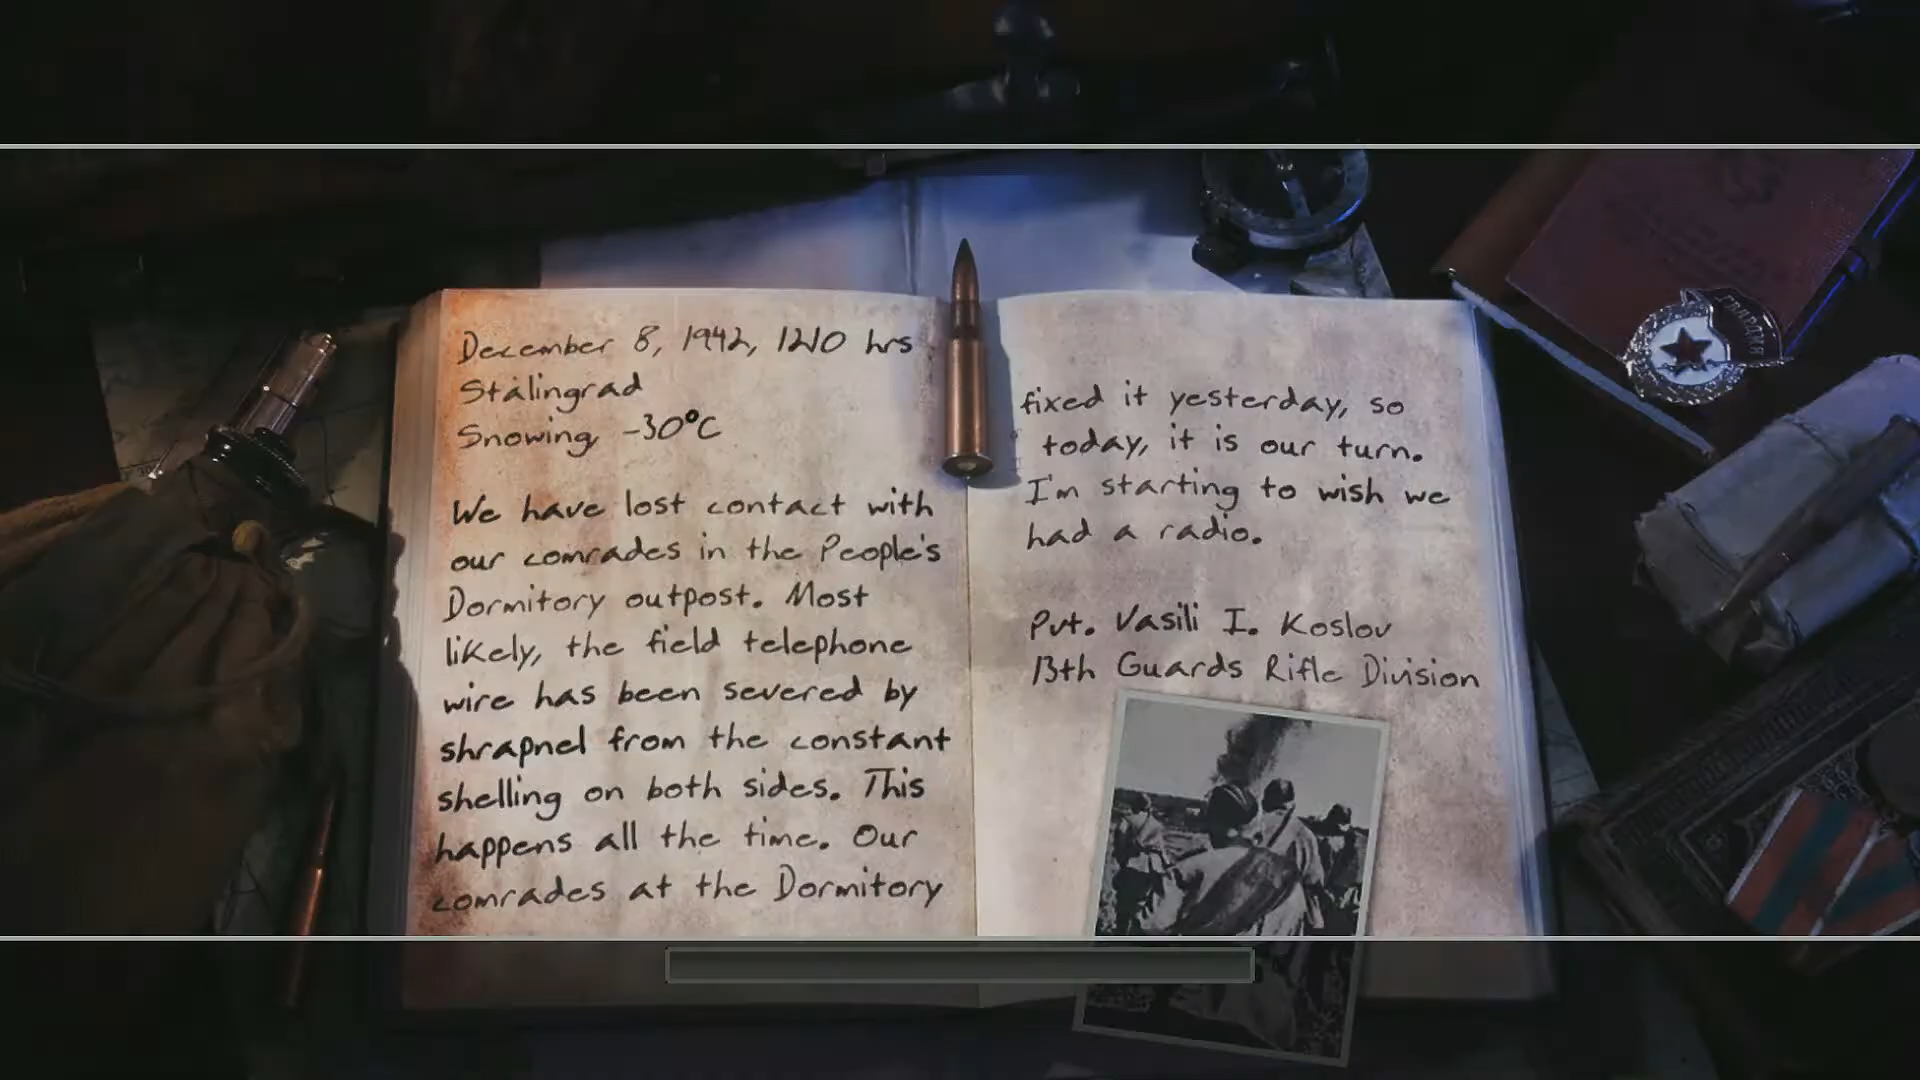 December 8, 1942, 1210 hrs
Stalingrad
Snowing, -30°C
We have lost contact with
our comrades in the People's
Dormitory outpost. Most
likely, the field telephone
wire has been severed by
shrapnel from the constant
shelling on both sides. This
happens all the time. Our
comrades at the Dormitory
fixed it yesterday, so
today, it is our turn.
I'm starting to wish we
had a radio.
Pvt. Vasili I. Koslov
13th Guards Rifle Division
ГВАРДИЯ